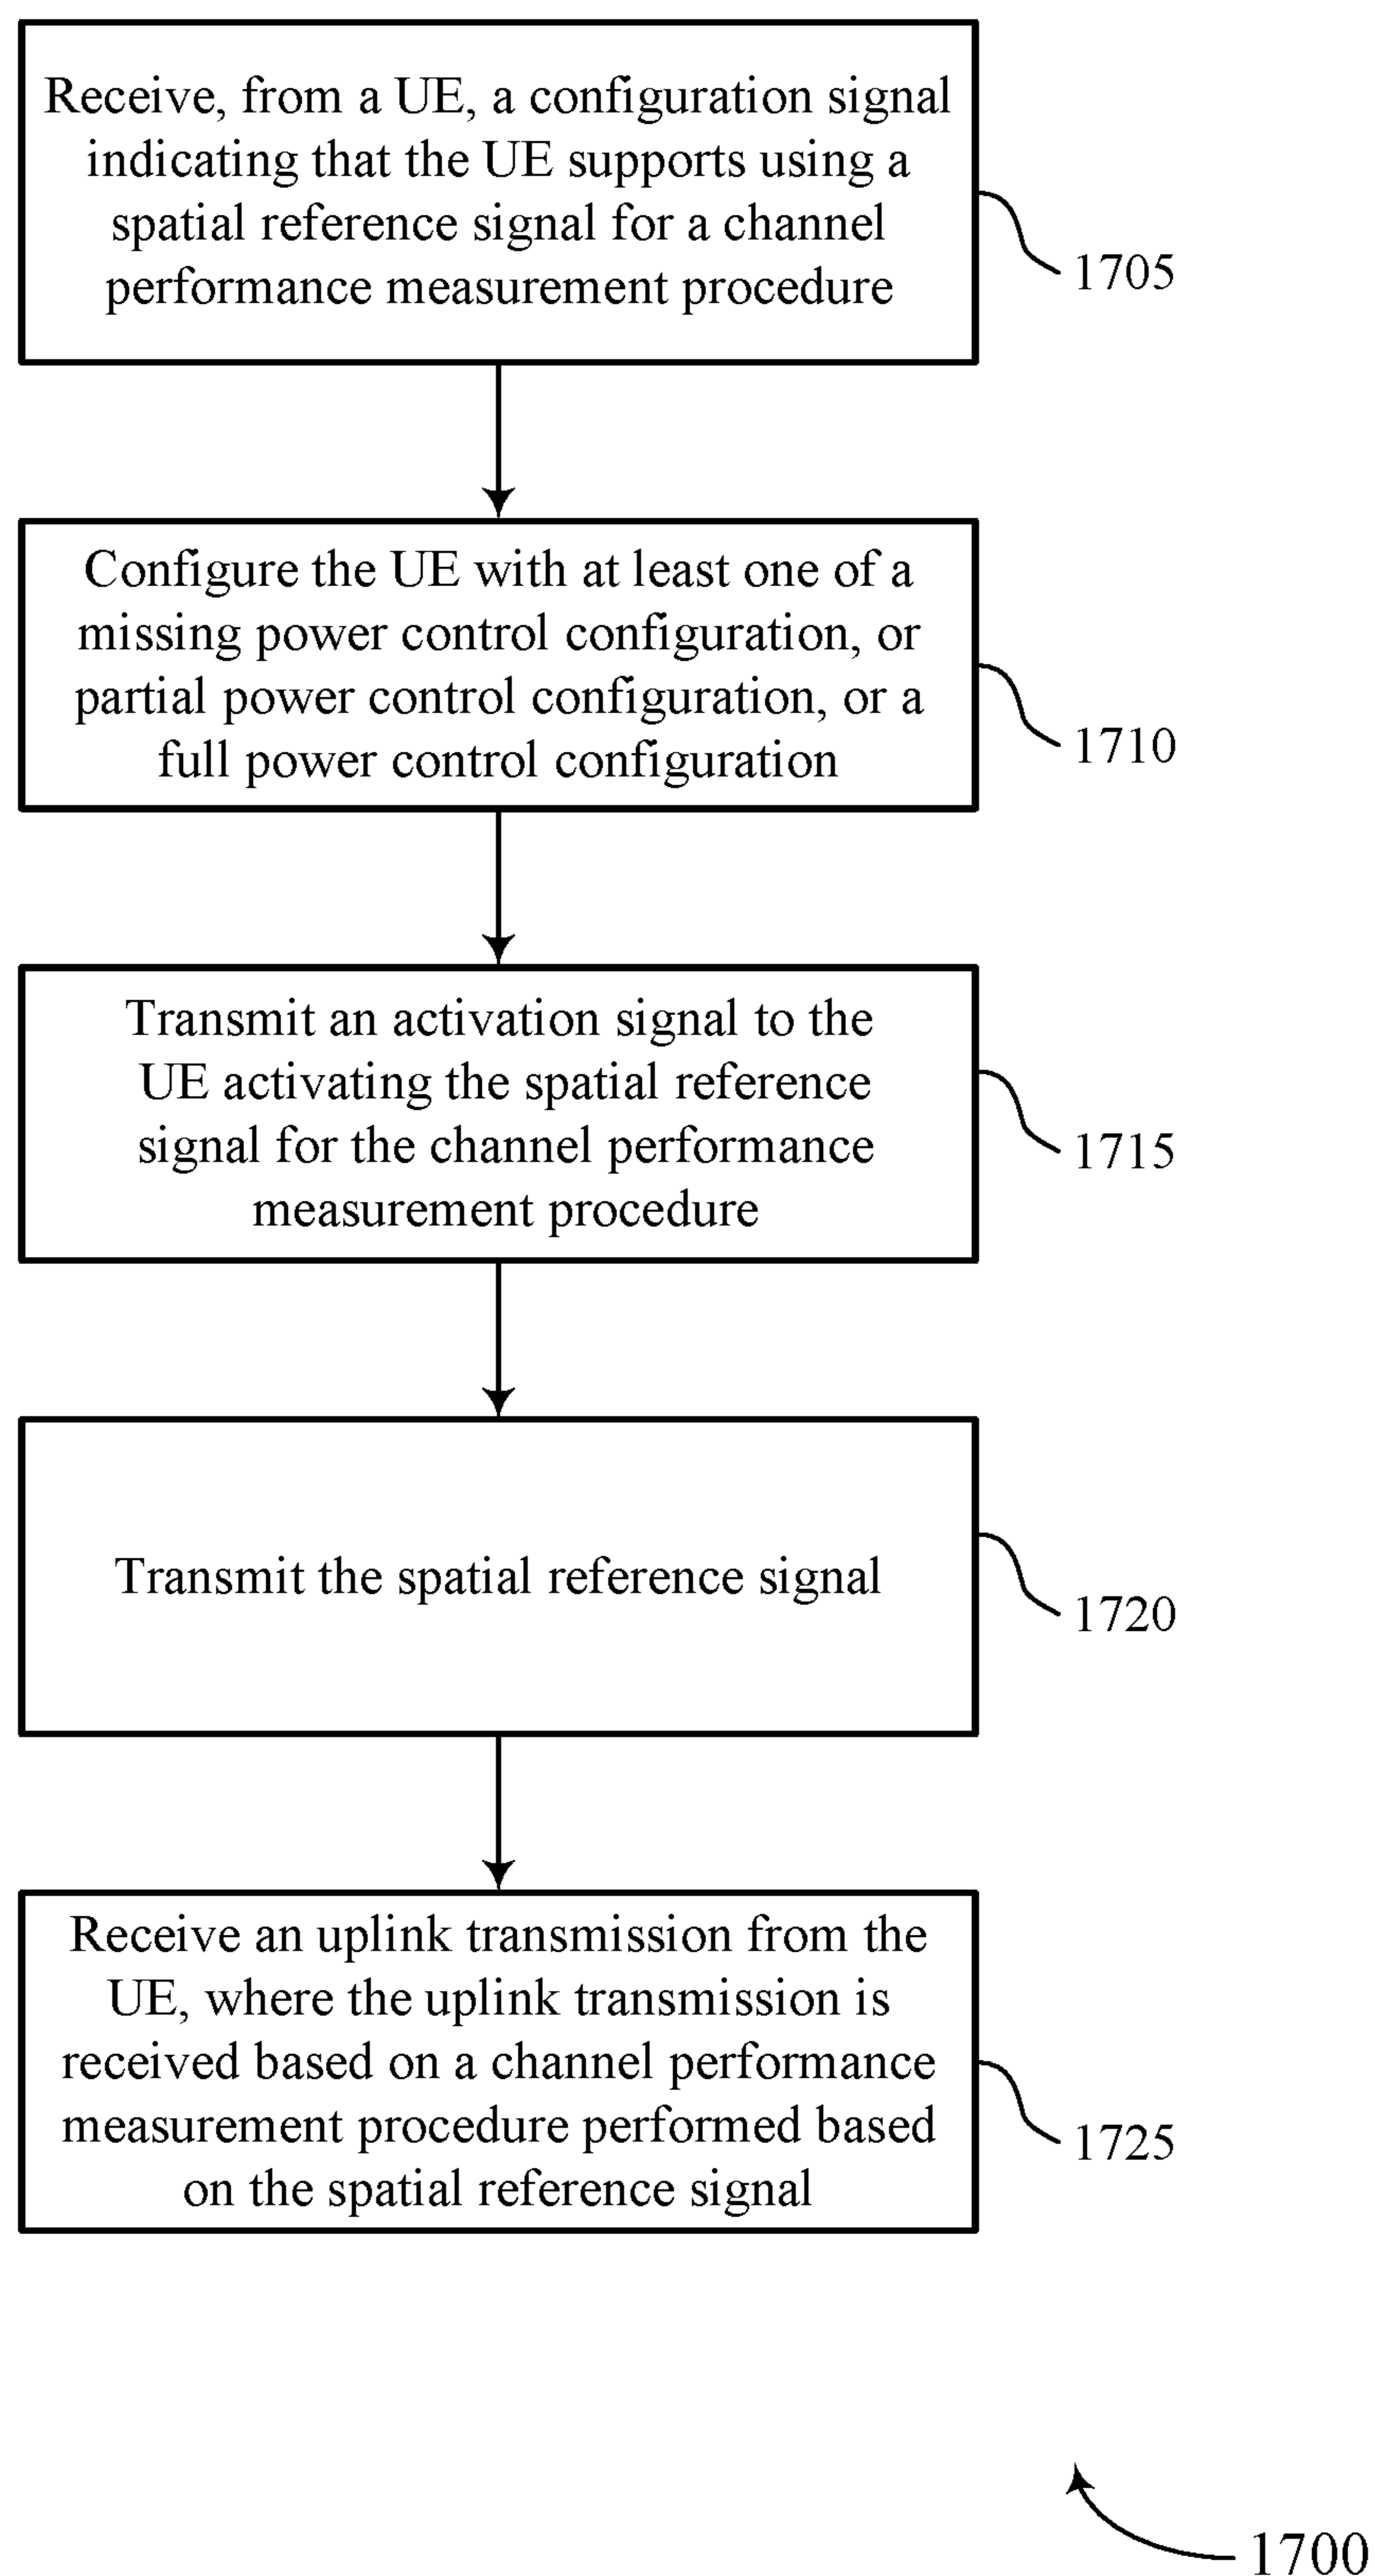 Receive, from a UE, a configuration signal
indicating that the UE supports using a
spatial reference signal for a channel
performance measurement procedure
1705
Configure the UE with at least one of a
missing power control configuration, or
partial power control configuration, or a
full power control configuration
1710
Transmit an activation signal to the
UE activating the spatial reference
signal for the channel performance
measurement procedure
1715
Transmit the spatial reference signal
1720
Receive an uplink transmission from the
UE, where the uplink transmission is
received based on a channel performance
measurement procedure performed based
on the spatial reference signal
1725
1700